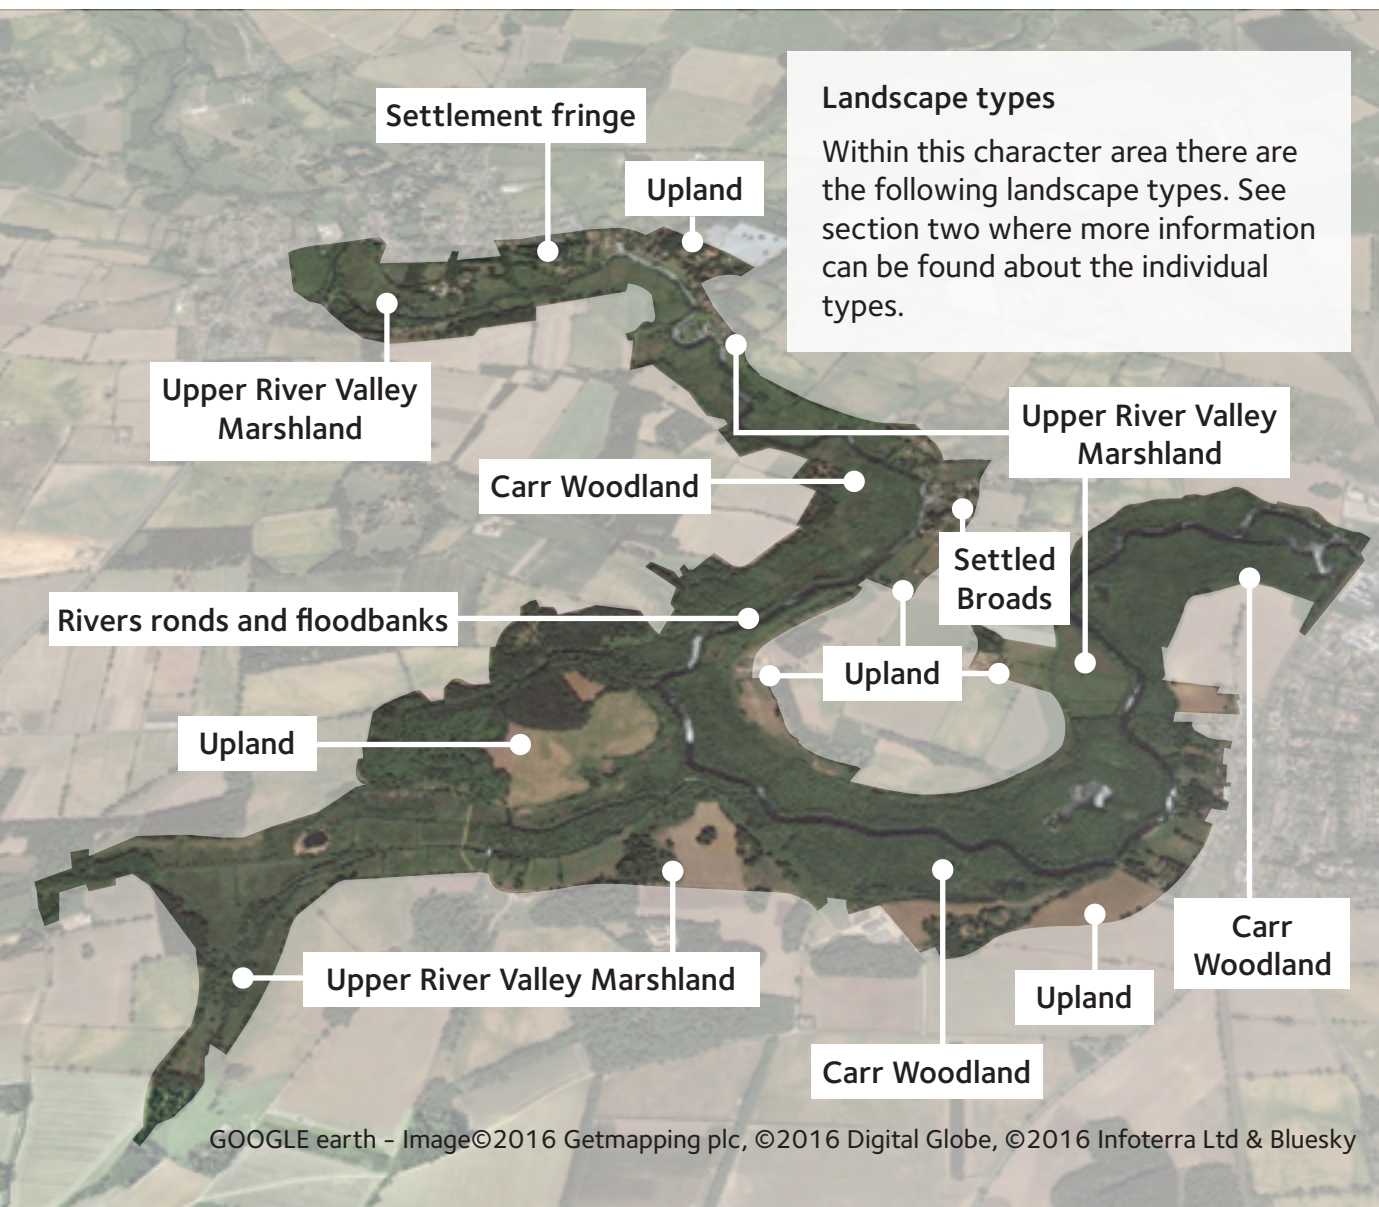 Landscape types
Within this character area there are
the following landscape types. See
section two where more information
can be found about the individual
types.
Settlement fringe
Upland
Upper River Valley
Marshland
Upper River Valley
Marshland
Carr Woodland
Settled
Broads
Rivers ronds and floodbanks
Upland
Upland
Carr
Woodland
Upper River Valley Marshland
Upland
Carr Woodland
GOOGLE earth – Image©2016 Getmapping plc, ©2016 Digital Globe, ©2016 Infoterra Ltd & Bluesky